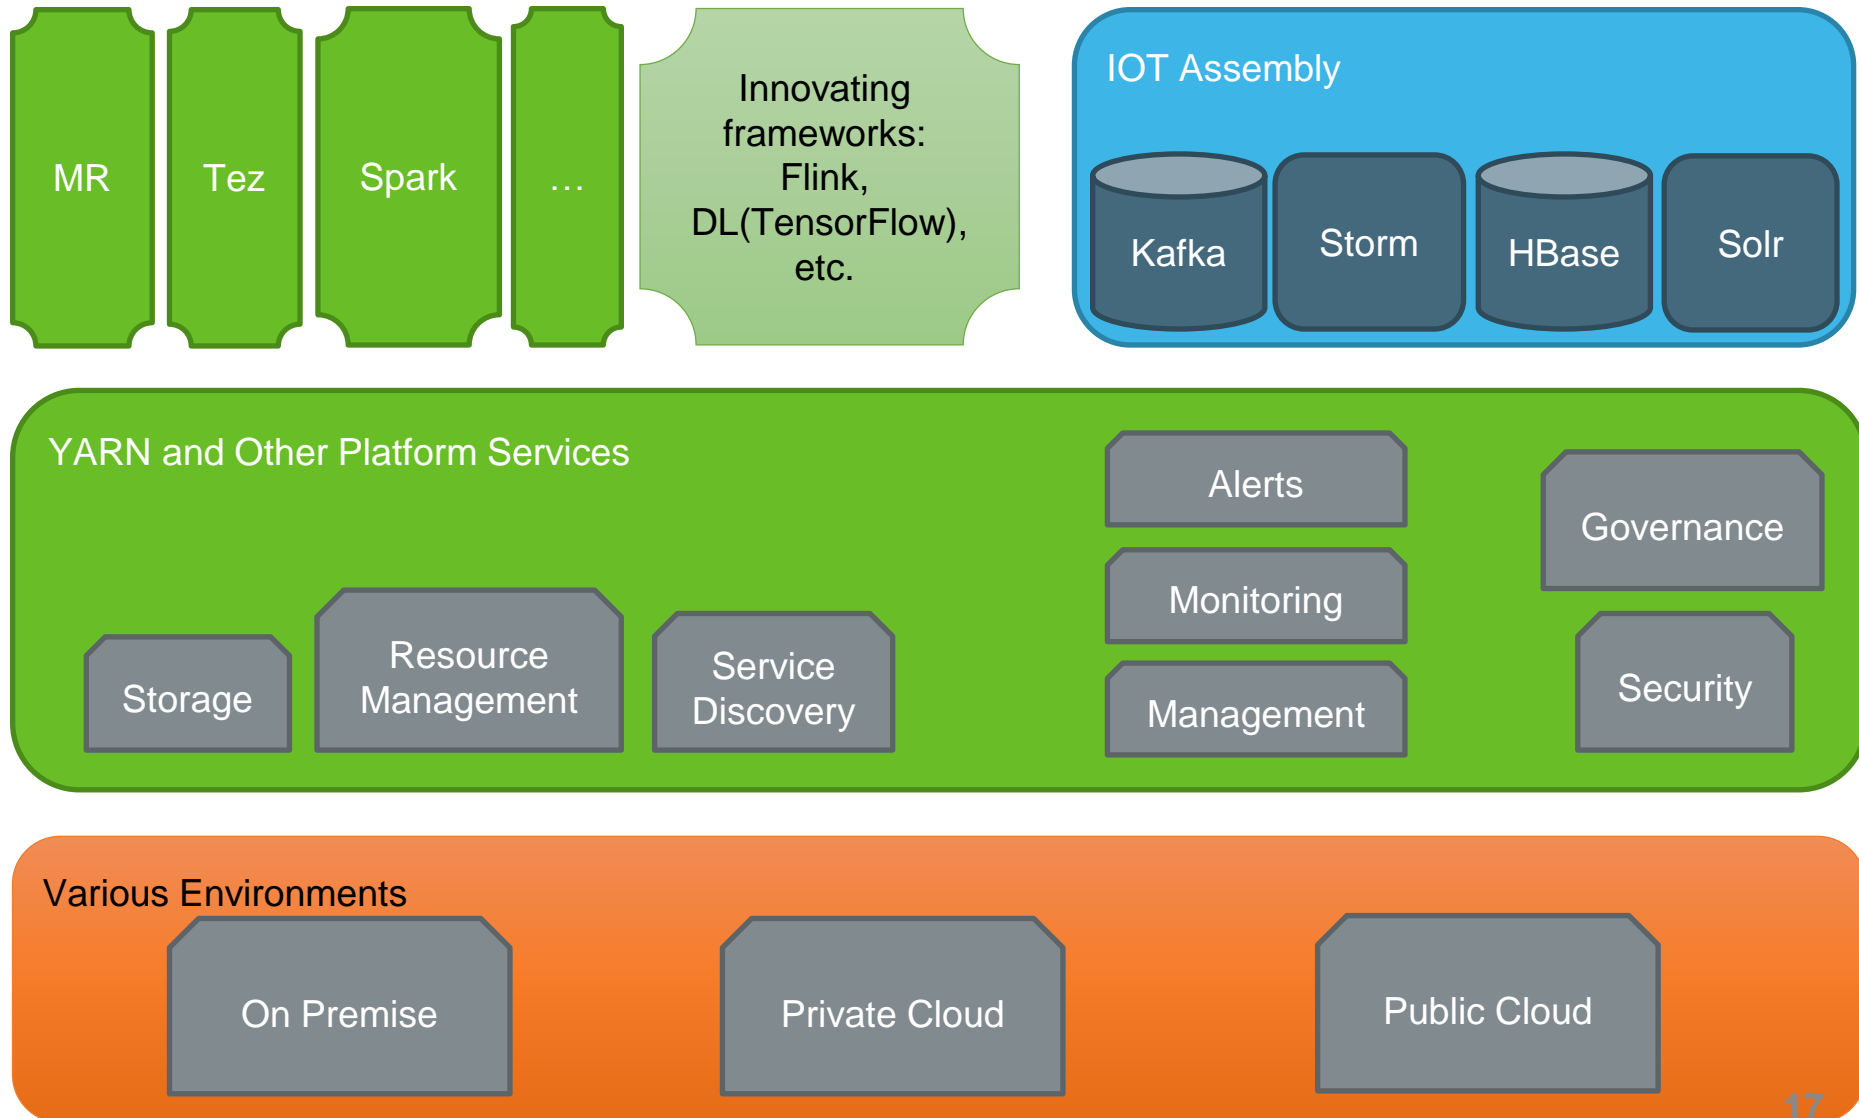 MR
Tez
Spark
…
Innovating
frameworks:
Flink,
DL(TensorFlow),
etc.
IOT Assembly
Kafka
Storm
HBase
Solr
YARN and Other Platform Services
Storage
Resource
Management
Service
Discovery
Alerts
Monitoring
Management
Governance
Security
Various Environments
On Premise
Private Cloud
Public Cloud
17